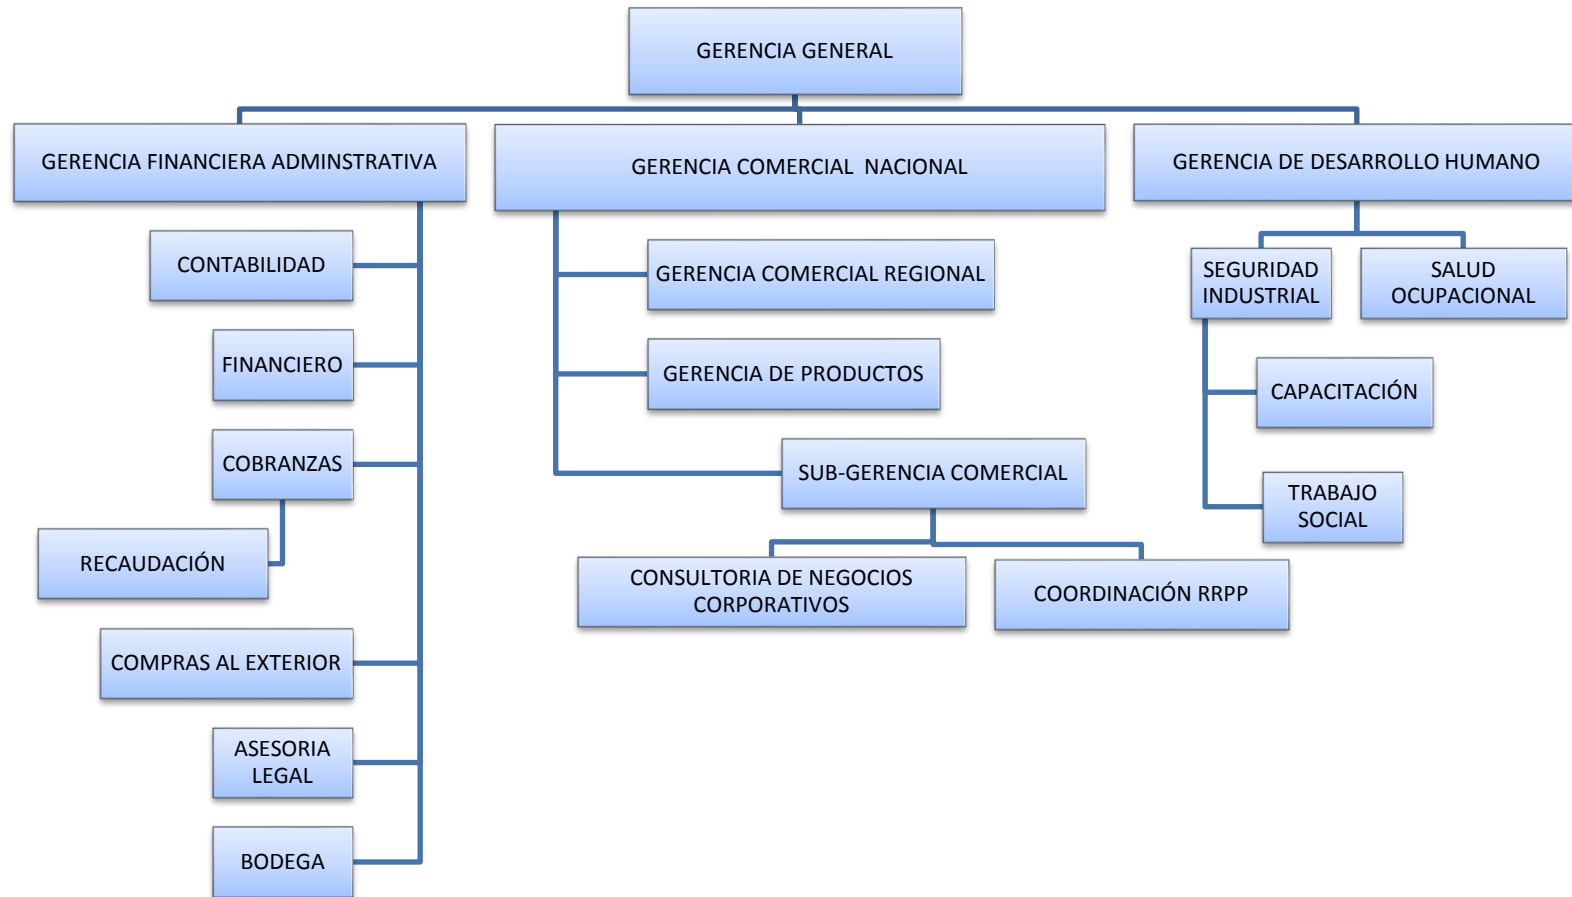 GERENCIA GENERAL
GERENCIA FINANCIERA ADMINSTRATIVA
CONTABILIDAD
FINANCIERO
COBRANZAS
RECAUDACIÓN
COMPRAS AL EXTERIOR
ASESORIA
LEGAL
BODEGA
GERENCIA COMERCIAL  NACIONAL
GERENCIA COMERCIAL REGIONAL
GERENCIA DE PRODUCTOS
SUB-GERENCIA COMERCIAL
CONSULTORIA DE NEGOCIOS
CORPORATIVOS
COORDINACIÓN RRPP
GERENCIA DE DESARROLLO HUMANO
SEGURIDAD
INDUSTRIAL
CAPACITACIÓN
TRABAJO
SOCIAL
SALUD
OCUPACIONAL